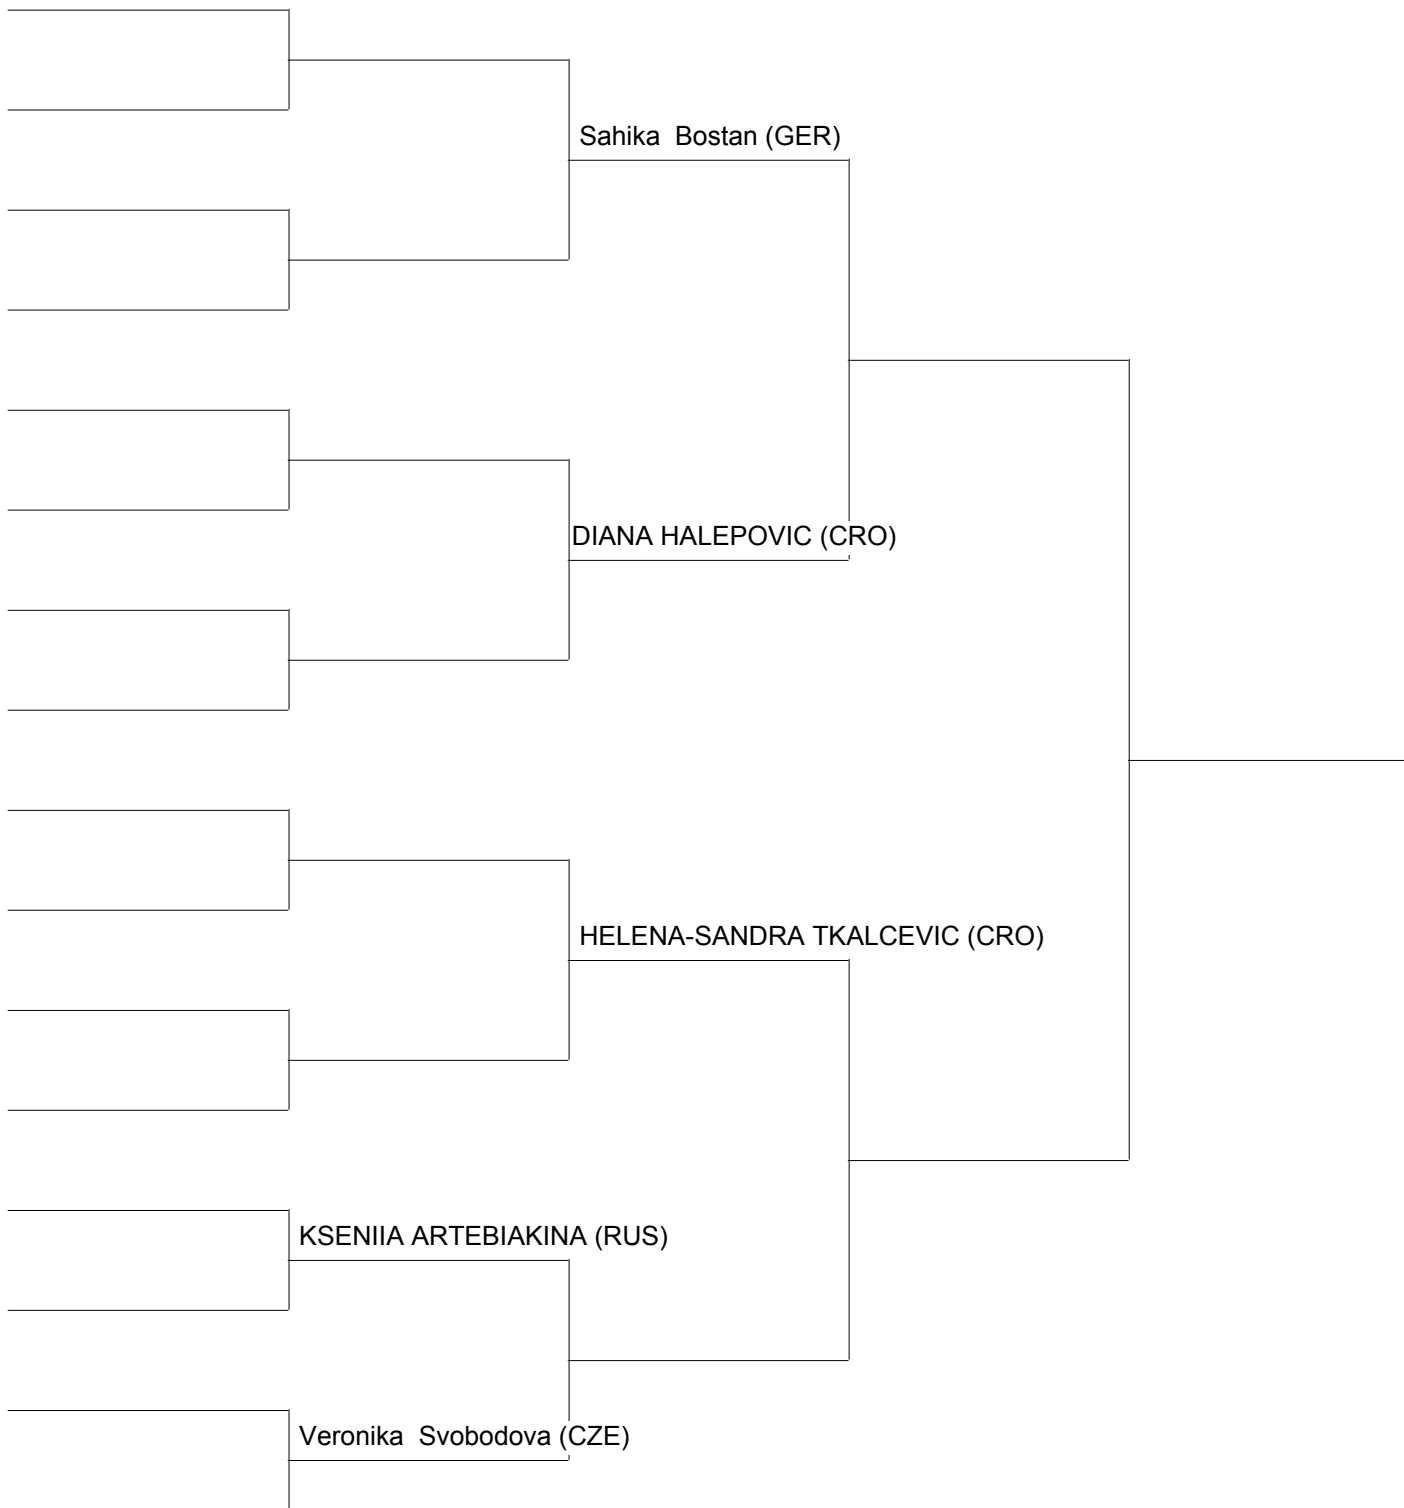 Sahika  Bostan (GER)
DIANA HALEPOVIC (CRO)
HELENA-SANDRA TKALCEVIC (CRO)
KSENIIA ARTEBIAKINA (RUS)
Veronika  Svobodova (CZE)